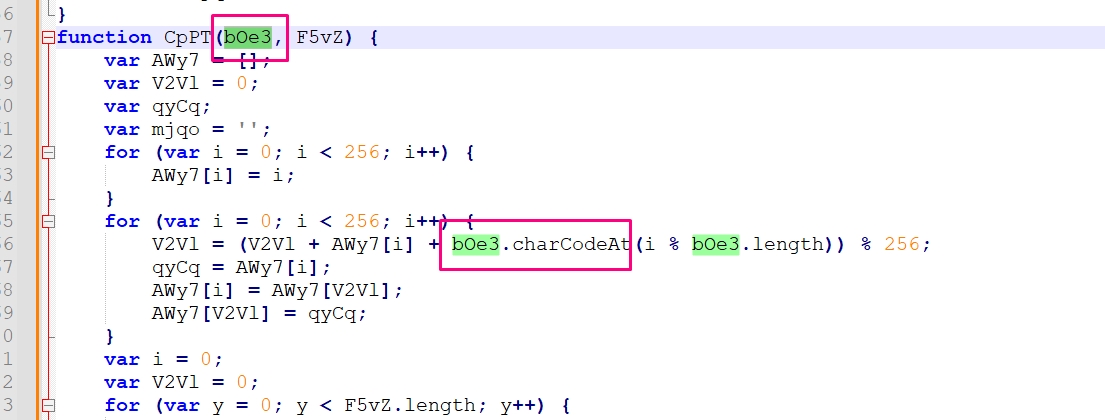 6 }
7 function CpPT(bOe3, F5vZ) {
8 var AWy7 = [];
9 var V2Vl = 0;
0 var qyCq;
1 var mjqo = '';
2 for (var i = 0; i < 256; i++) {
3 AWy7[i] = i;
4 }
5 for (var i = 0; i < 256; i++) {
6 V2Vl = (V2Vl + AWy7[i] + bOe3.charCodeAt(i % bOe3.length)) % 256;
7 qyCq = AWy7[i];
8 AWy7[i] = AWy7[V2Vl];
9 AWy7[V2Vl] = qyCq;
0 }
1 var i = 0;
2 var V2Vl = 0;
3 for (var y = 0; y < F5vZ.length; y++) {